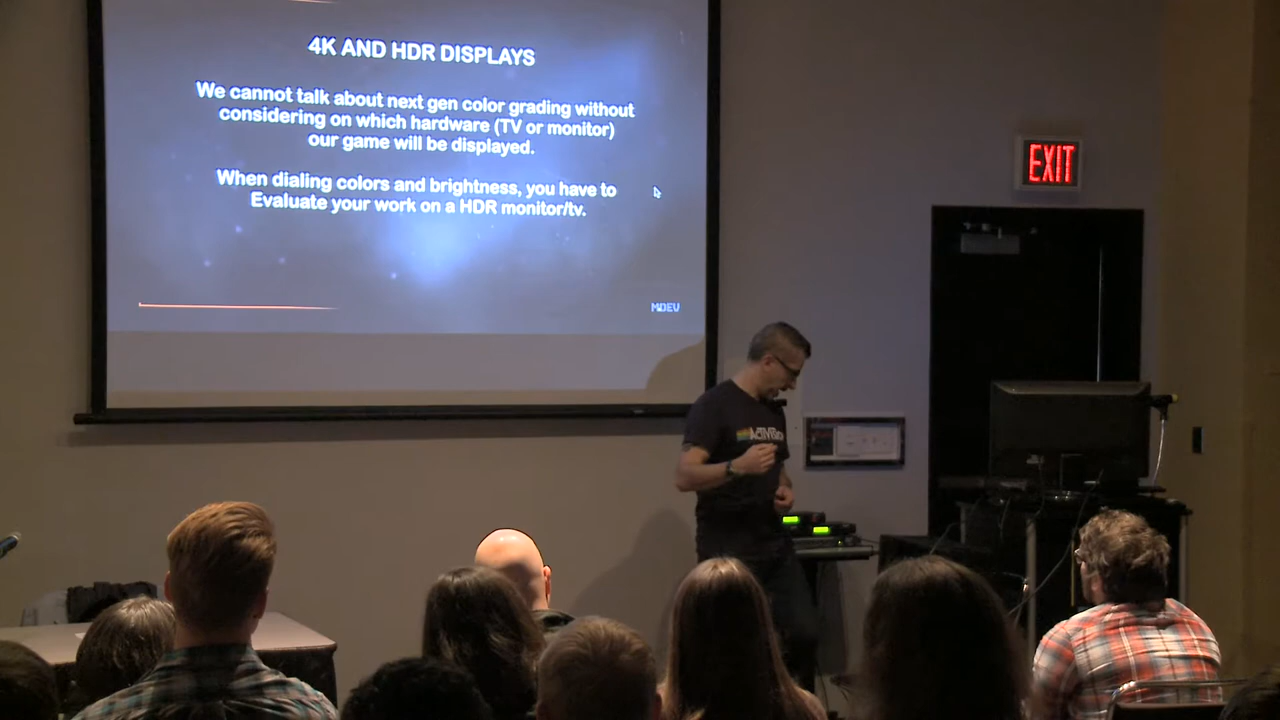 4K AND HDR DISPLAYS
We cannot talk about next gen color grading without
considering on which hardware (TV or monitor)
our game will be displayed.
When dialing colors and brightness, you have to
Evaluate your work on a HDR monitor/tv.
MDEV
EXIT
ACTIVISION